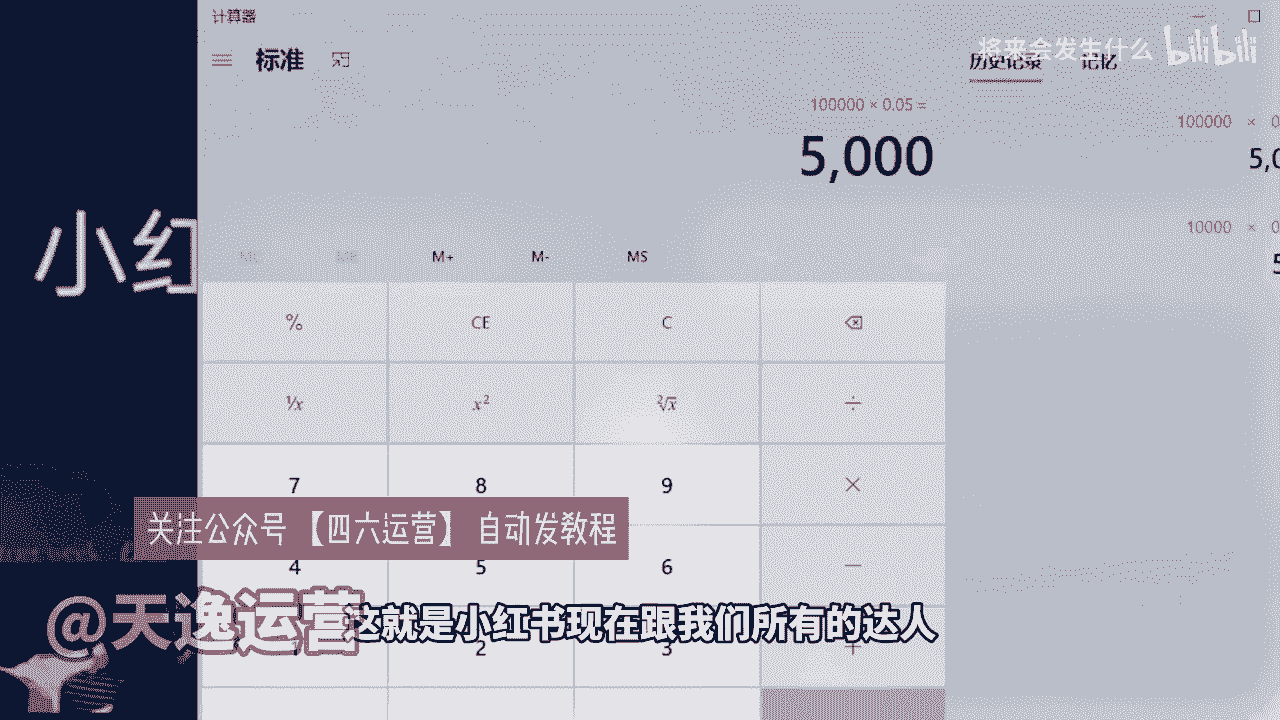 计算器
标准
将来会发生什么 bilibili
历史记录 记忆
100000 × 0.05 =
5,000
100000 × 0
5,0
10000 × 0
5
小红
MC MR M+ M- MS
% CE C
¹/x x² ²√x ÷
7 8 9 ×
关注公众号 【四六运营】 自动发教程
4 5 6 −
@天逸运营
这就是小红书现在跟我们所有的达人
1 2 3 +